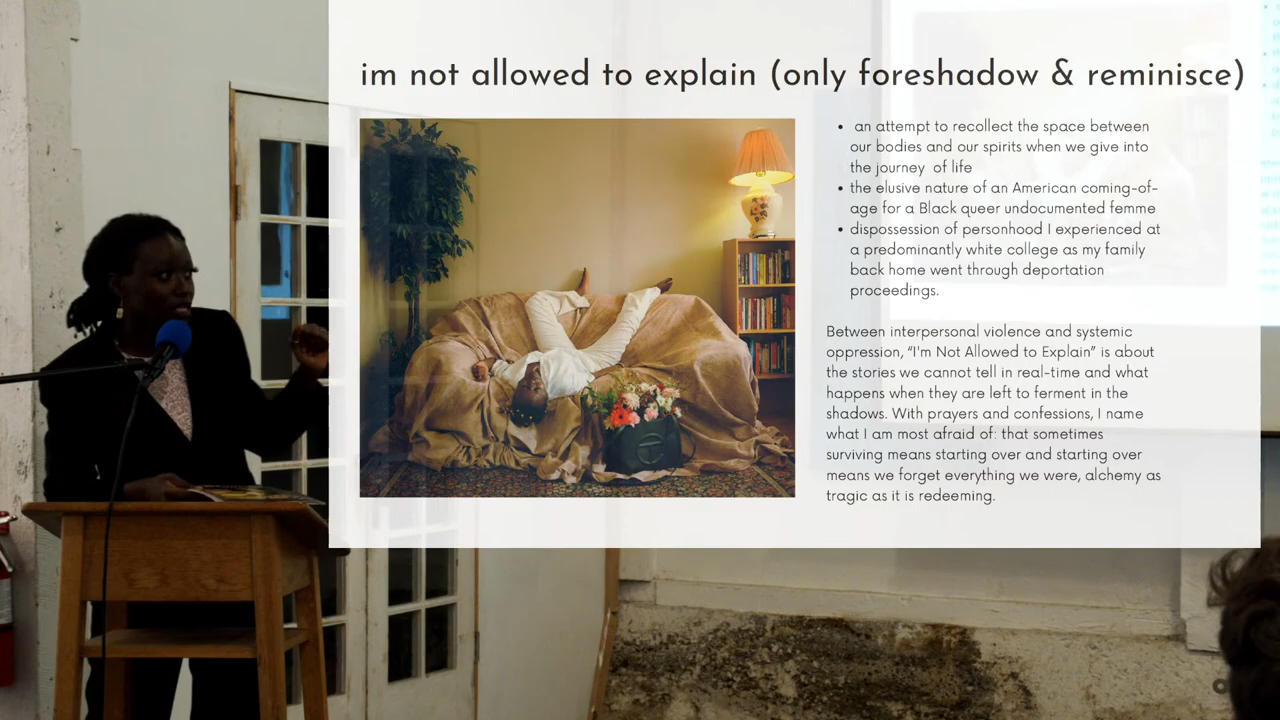 im not allowed to explain (only foreshadow & reminisce)
• an attempt to recollect the space between
our bodies and our spirits when we give into
the journey of life
• the elusive nature of an American coming-of-
age for a Black queer undocumented femme
• dispossession of personhood I experienced at
a predominantly white college as my family
back home went through deportation
proceedings.
Between interpersonal violence and systemic
oppression, “I'm Not Allowed to Explain” is about
the stories we cannot tell in real-time and what
happens when they are left to ferment in the
shadows. With prayers and confessions, I name
what I am most afraid of: that sometimes
surviving means starting over and starting over
means we forget everything we were, alchemy as
tragic as it is redeeming.